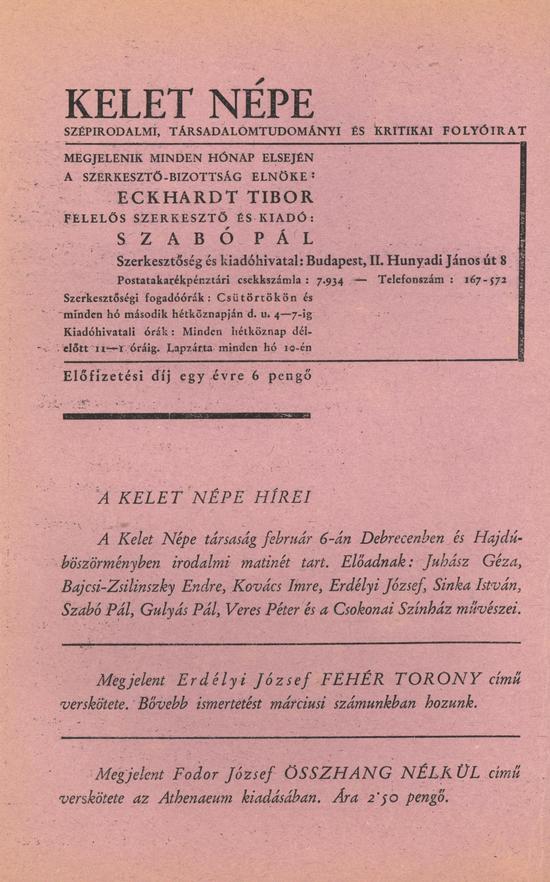 KELET NÉPE
SZÉPIRODALMI, TÁRSADALOMTUDOMÁNYI ÉS KRITIKAI FOLYÓIRAT
MEGJELENIK MINDEN HÓNAP ELSEJÉN
A SZERKESZTŐ-BIZOTTSÁG ELNÖKE:
ECKHARDT TIBOR
FELELŐS SZERKESZTŐ ÉS KIADÓ:
SZABÓ PÁL
Szerkesztőség és kiadóhivatal: Budapest, II. Hunyadi János út 8
Postatakarékpénztári csekkszámla: 7.934 — Telefonszám: 167-572
Szerkesztőségi fogadóórák: Csütörtökön és
minden hó második hétköznapján d. u. 4—7-ig
Kiadóhivatali órák: Minden hétköznap dél-
előtt 11—1 óráig. Lapzárta minden hó 10-én
Előfizetési díj egy évre 6 pengő
A KELET NÉPE HÍREI
A Kelet Népe társaság február 6-án Debrecenben és Hajdú-
böszörményben irodalmi matinét tart. Előadnak: Juhász Géza,
Bajcsi-Zsilinszky Endre, Kovács Imre, Erdélyi József, Sinka István,
Szabó Pál, Gulyás Pál, Veres Péter és a Csokonai Színház művészei.
Megjelent Erdélyi József FEHÉR TORONY című
verskötete. Bővebb ismertetést márciusi számunkban hozunk.
Megjelent Fodor József ÖSSZHANG NÉLKÜL című
verskötete az Athenaeum kiadásában. Ára 2·50 pengő.